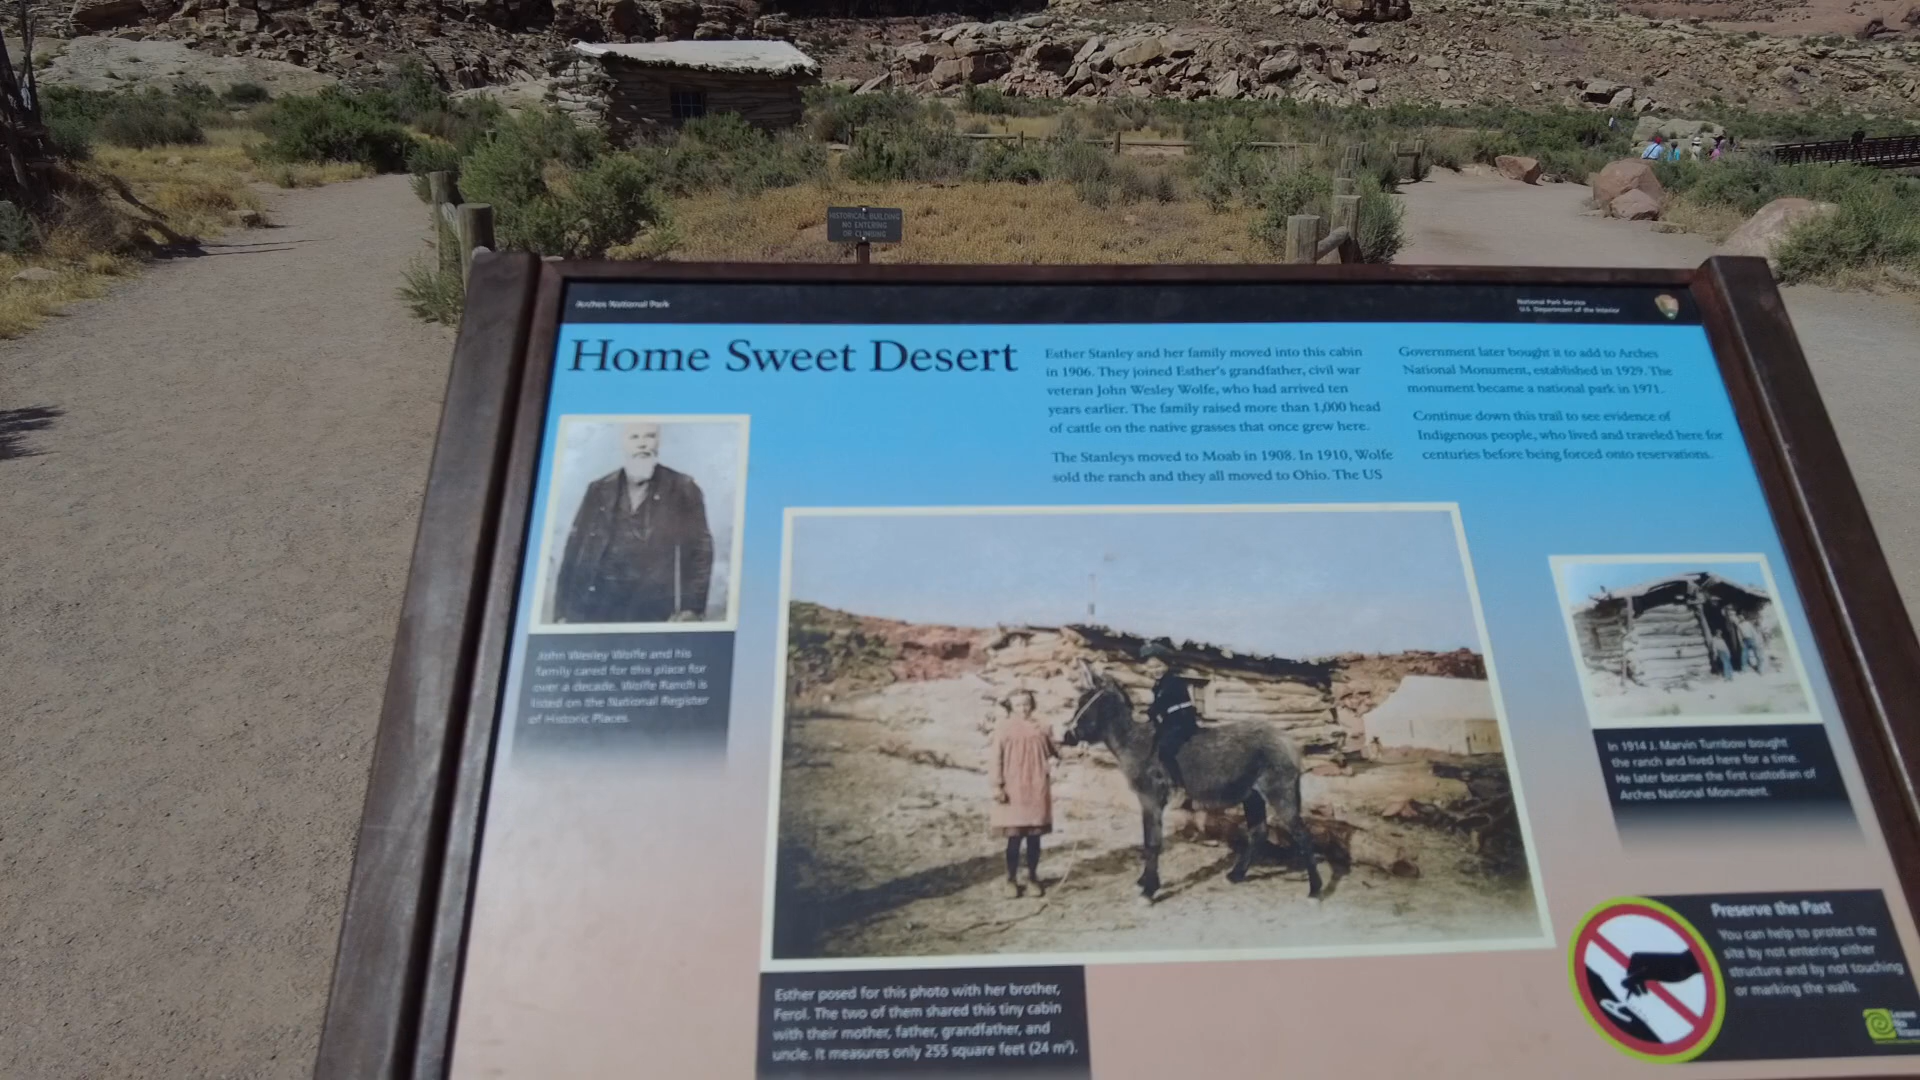 HISTORICAL BUILDING
NO ENTERING
OR CLIMBING
Arches National Park
National Park Service
U.S. Department of the Interior
Home Sweet Desert
Esther Stanley and her family moved into this cabin
in 1906. They joined Esther's grandfather, civil war
veteran John Wesley Wolfe, who had arrived ten
years earlier. The family raised more than 1,000 head
of cattle on the native grasses that once grew here.
The Stanleys moved to Moab in 1908. In 1910, Wolfe
sold the ranch and they all moved to Ohio. The US
Government later bought it to add to Arches
National Monument, established in 1929. The
monument became a national park in 1971.
Continue down this trail to see evidence of
Indigenous people, who lived and traveled here for
centuries before being forced onto reservations.
John Wesley Wolfe and his
family cared for this place for
over a decade. Wolfe Ranch is
listed on the National Register
of Historic Places.
In 1914 J. Marvin Turnbow bought
the ranch and lived here for a time.
He later became the first custodian of
Arches National Monument.
Esther posed for this photo with her brother,
Ferol. The two of them shared this tiny cabin
with their mother, father, grandfather, and
uncle. It measures only 255 square feet (24 m²).
Preserve the Past
You can help to protect the
site by not entering either
structure and by not touching
or marking the walls.
Leave
No
Trace